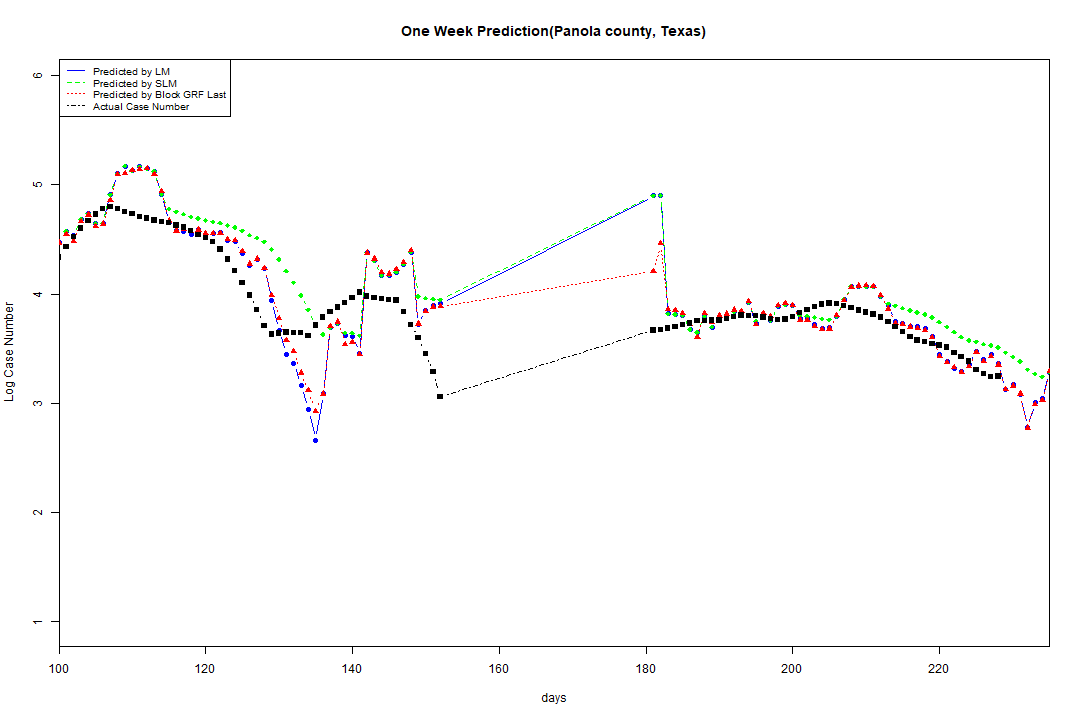 One Week Prediction(Panola county, Texas)
Predicted by LM
Predicted by SLM
Predicted by Block GRF Last
Actual Case Number
6
5
4
3
2
1
Log Case Number
100 120 140 160 180 200 220
days